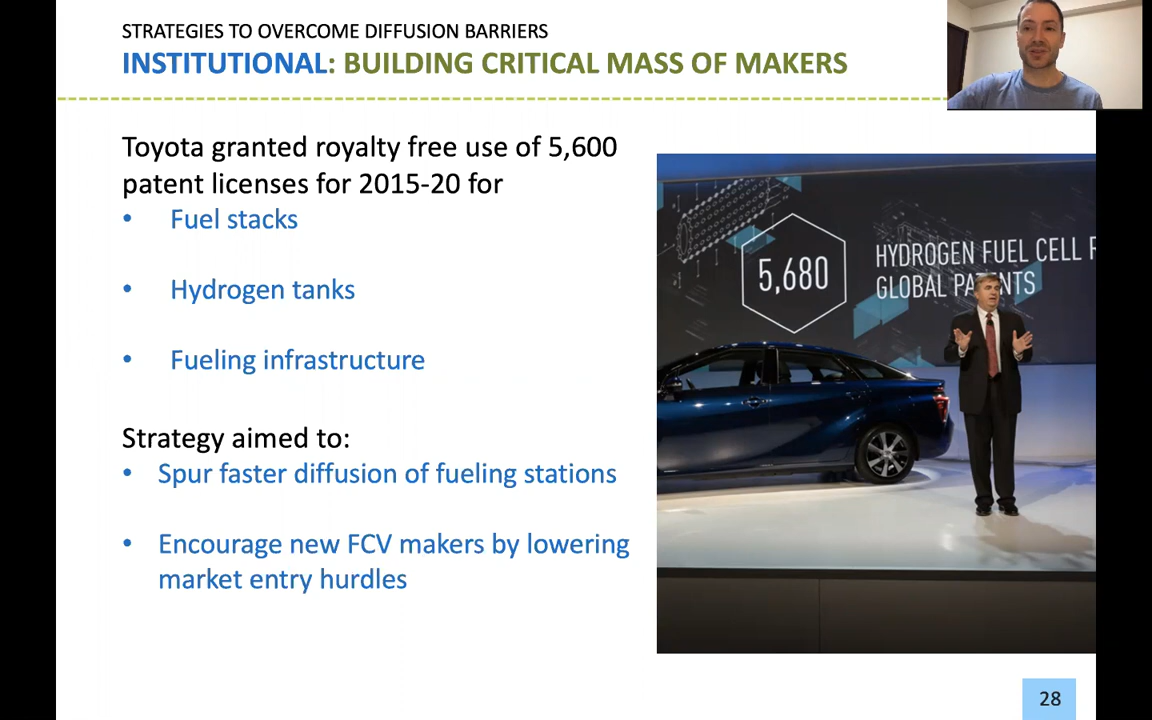 STRATEGIES TO OVERCOME DIFFUSION BARRIERS
INSTITUTIONAL: BUILDING CRITICAL MASS OF MAKERS
Toyota granted royalty free use of 5,600
patent licenses for 2015-20 for
• Fuel stacks
• Hydrogen tanks
• Fueling infrastructure
Strategy aimed to:
• Spur faster diffusion of fueling stations
• Encourage new FCV makers by lowering
market entry hurdles
5,680
HYDROGEN FUEL CELL
GLOBAL PATENTS
28